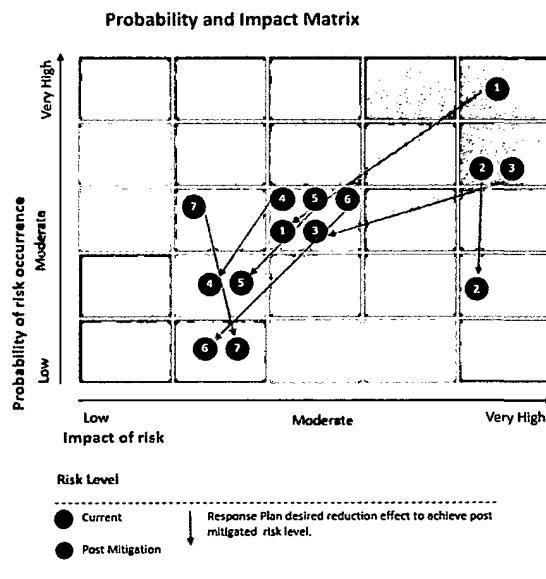 Probability and Impact Matrix
Very High
Moderate
Low
Probability of risk occurrence
1
2 3
4 5 6
7
1 3
4 5
2
6 7
Low
Moderate
Very High
Impact of risk
Risk Level
Current
Post Mitigation
Response Plan desired reduction effect to achieve post
mitigated risk level.